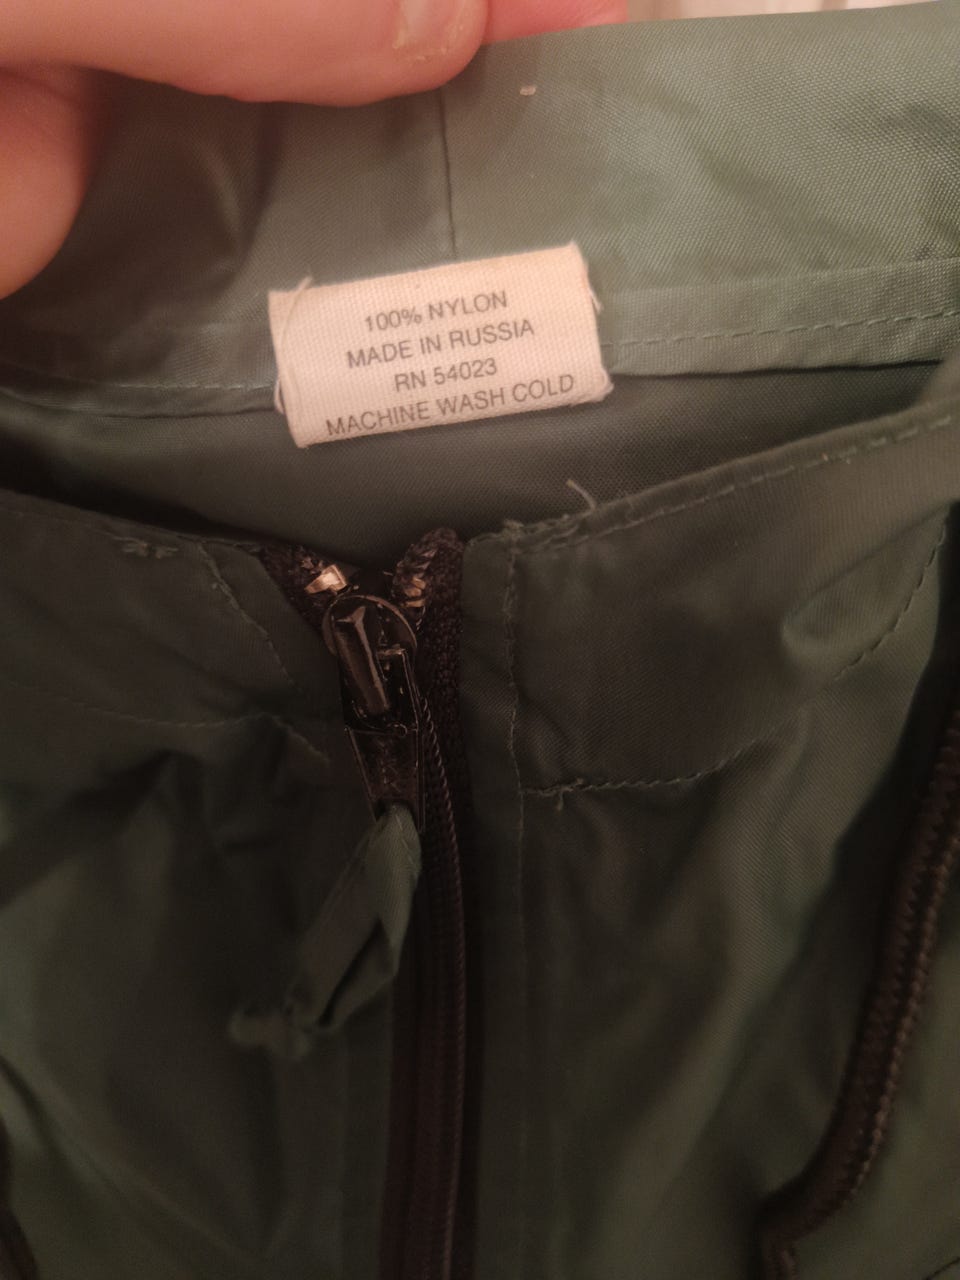 100% NYLON
MADE IN RUSSIA
RN 54023
MACHINE WASH COLD